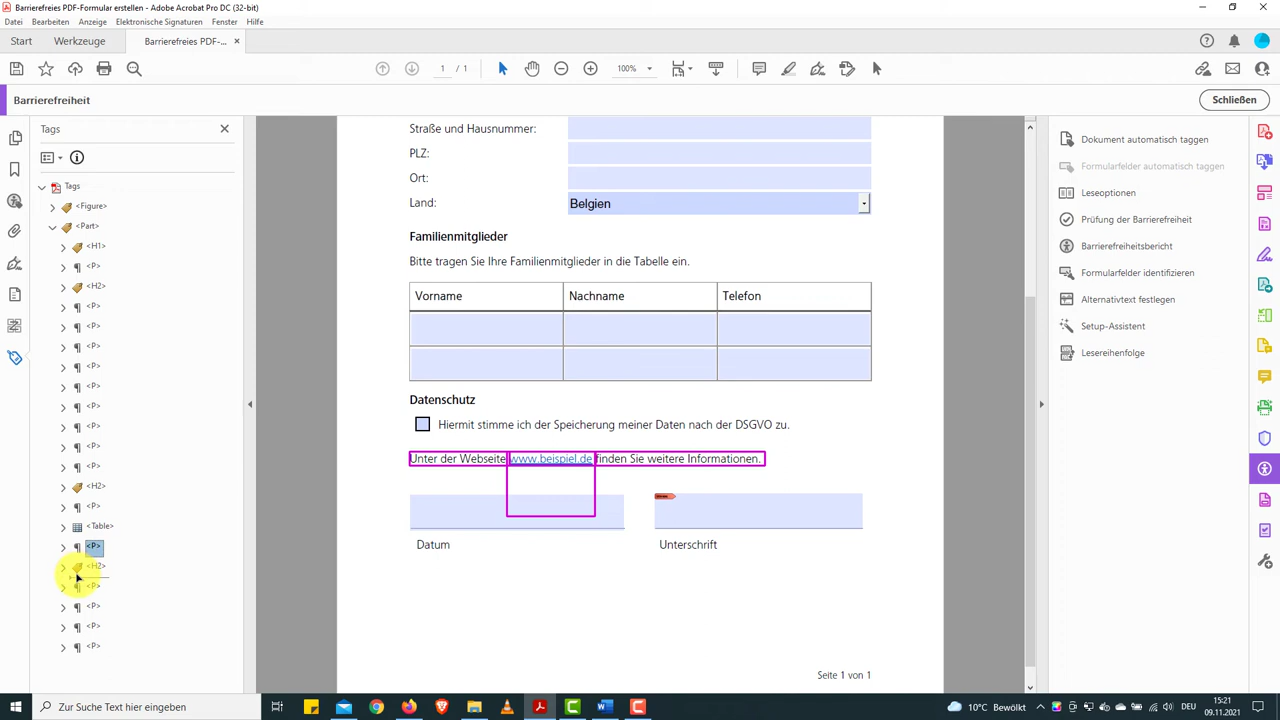 Barrierefreies PDF-Formular erstellen - Adobe Acrobat Pro DC (32-bit)
Datei Bearbeiten Anzeige Elektronische Signaturen Fenster Hilfe
Start Werkzeuge Barrierefreies PDF-...
1 / 1 100%
Barrierefreiheit Schließen
Tags
Tags
<Figure>
<Part>
<H1>
<P>
<H2>
<P>
<P>
<P>
<P>
<P>
<P>
<P>
<P>
<P>
<H2>
<P>
<Table>
<P>
<H2>
<P>
<P>
<P>
<P>
Straße und Hausnummer:
PLZ:
Ort:
Land: Belgien
Familienmitglieder
Bitte tragen Sie Ihre Familienmitglieder in die Tabelle ein.
Vorname Nachname Telefon
Datenschutz
Hiermit stimme ich der Speicherung meiner Daten nach der DSGVO zu.
Unter der Webseite www.beispiel.de finden Sie weitere Informationen.
Datum Unterschrift
Seite 1 von 1
Dokument automatisch taggen
Formularfelder automatisch taggen
Leseoptionen
Prüfung der Barrierefreiheit
Barrierefreiheitsbericht
Formularfelder identifizieren
Alternativtext festlegen
Setup-Assistent
Lesereihenfolge
Zur Suche Text hier eingeben
10°C Bewölkt DEU 15:21
09.11.2021